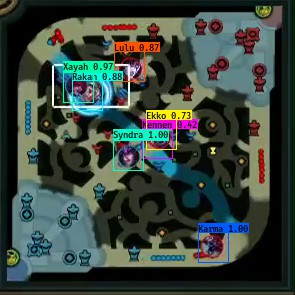 Lulu 0.87
Xayah 0.97
Rakan 0.88
Ekko 0.73
Kennen 0.42
Syndra 1.00
Karma 1.00